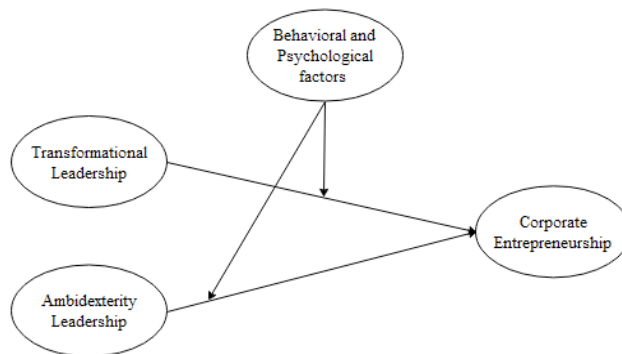 Behavioral and
Psychological
factors
Transformational
Leadership
Corporate
Entrepreneurship
Ambidexterity
Leadership